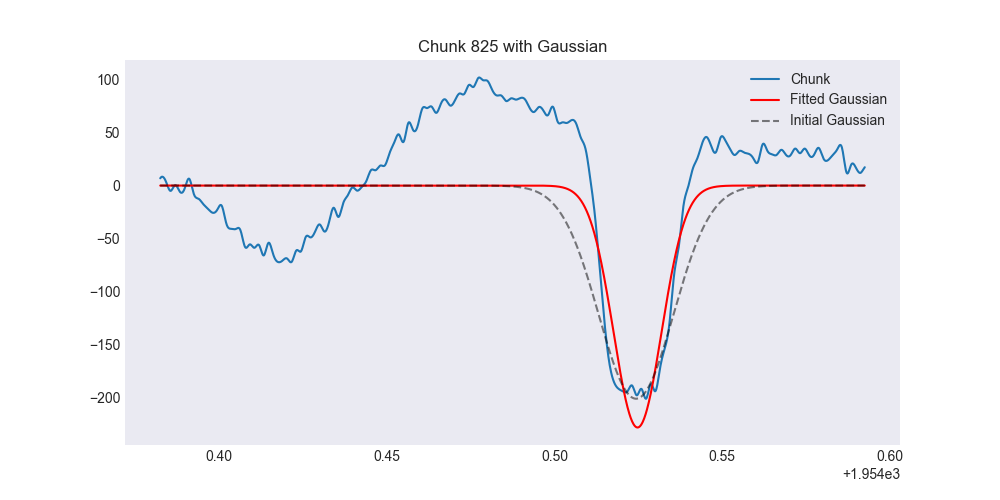 Chunk 825 with Gaussian
Chunk
Fitted Gaussian
Initial Gaussian
100
50
0
−50
−100
−150
−200
0.40 0.45 0.50 0.55 0.60
+1.954e3